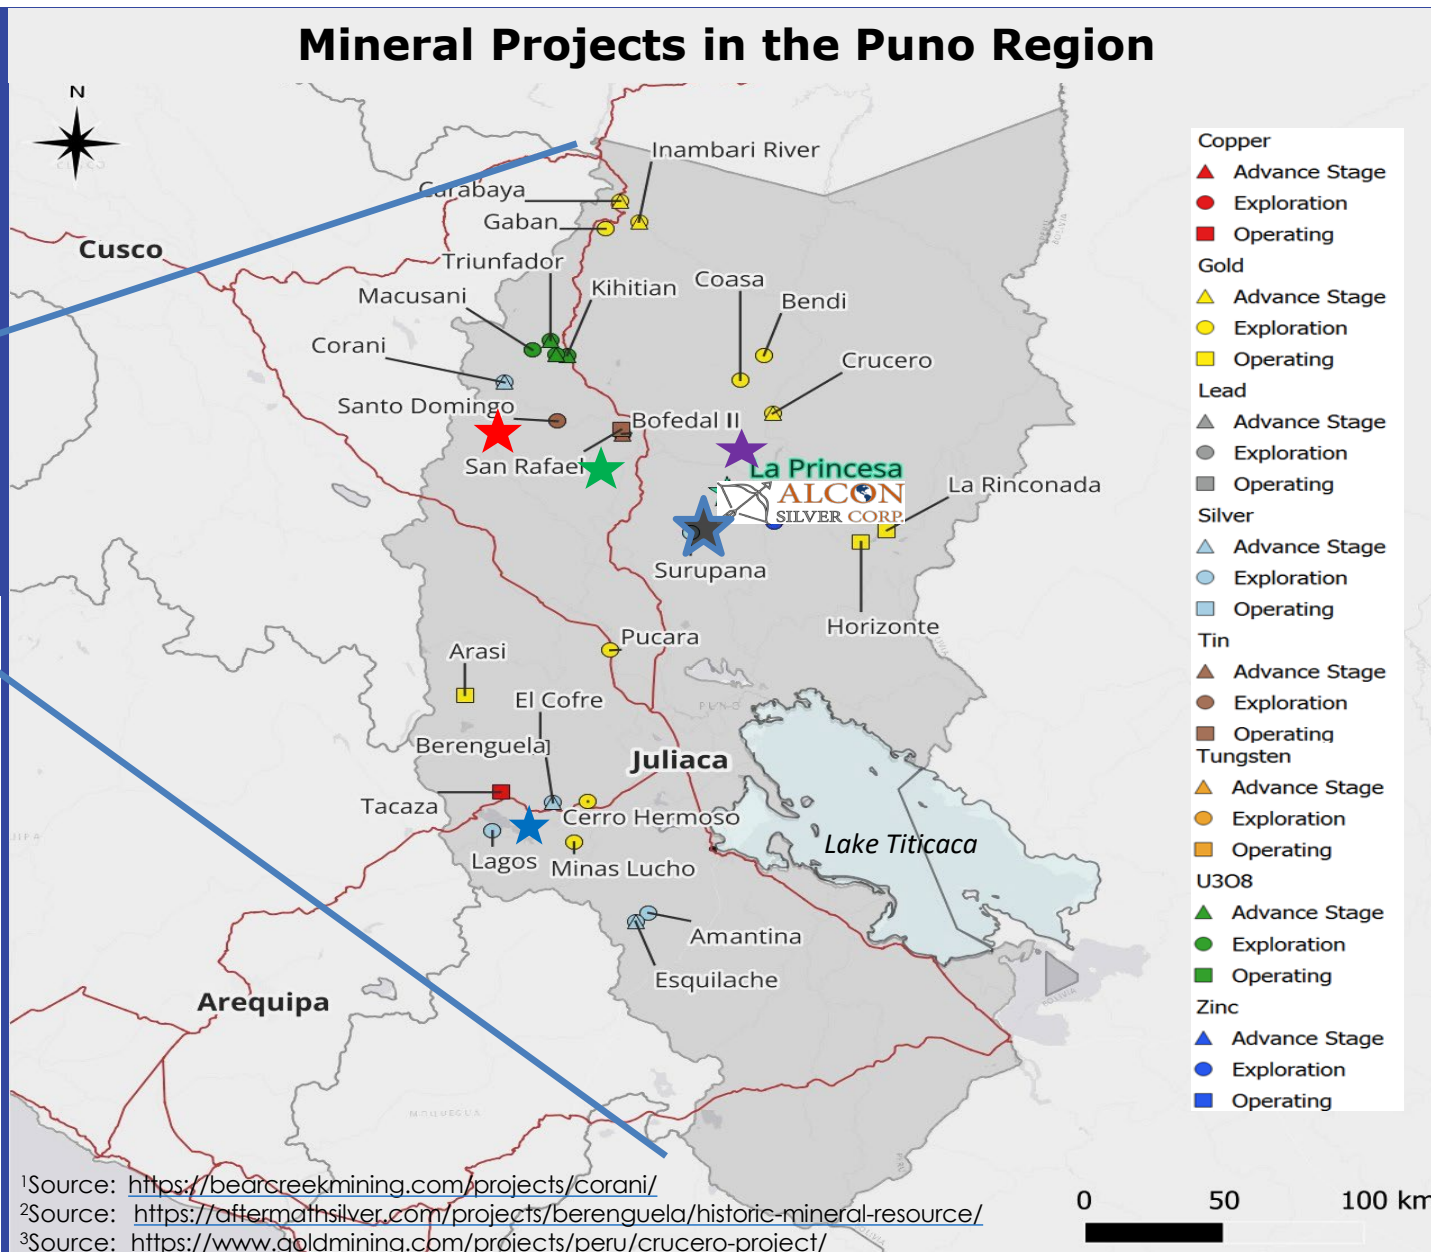 Mineral Projects in the Puno Region
N
Inambari River
Carabaya
Gaban
Cusco
Triunfador
Kihitian
Coasa
Macusani
Bendi
Corani
Crucero
Santo Domingo
Bofedal II
San Rafael
La Princesa
La Rinconada
ALCON
SILVER CORP.
Surupana
Horizonte
Pucara
Arasi
El Cofre
PUNO
Berenguela
Juliaca
Tacaza
Cerro Hermoso
Lake Titicaca
Lagos
Minas Lucho
Amantina
Esquilache
Arequipa
BOLIVIA
MOQUEGUA
Copper
Advance Stage
Exploration
Operating
Gold
Advance Stage
Exploration
Operating
Lead
Advance Stage
Exploration
Operating
Silver
Advance Stage
Exploration
Operating
Tin
Advance Stage
Exploration
Operating
Tungsten
Advance Stage
Exploration
Operating
U3O8
Advance Stage
Exploration
Operating
Zinc
Advance Stage
Exploration
Operating
0 50 100 km
¹Source: https://bearcreekmining.com/projects/corani/
²Source: https://aftermathsilver.com/projects/berenguela/historic-mineral-resource/
³Source: https://www.goldmining.com/projects/peru/crucero-project/